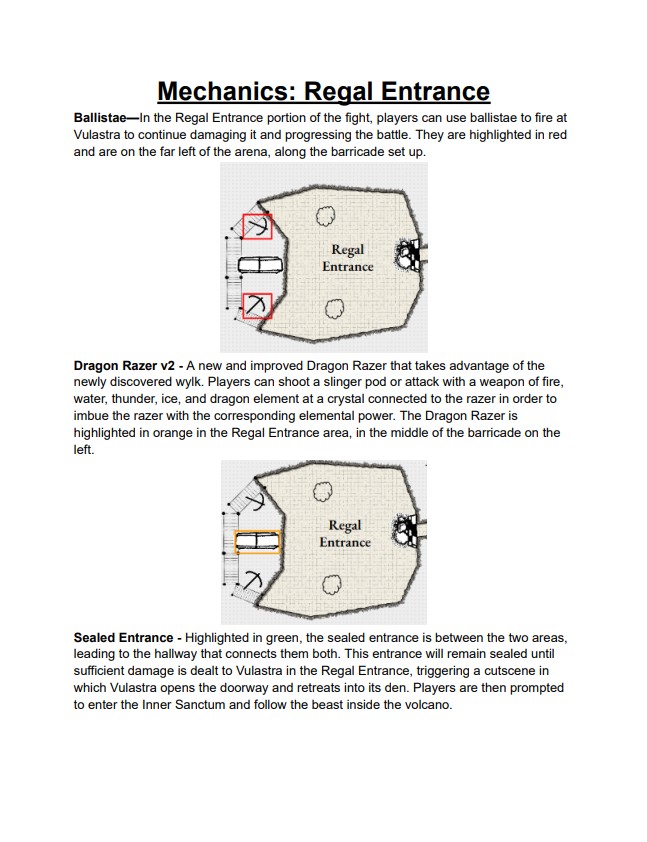 Mechanics: Regal Entrance
Ballistae—In the Regal Entrance portion of the fight, players can use ballistae to fire at
Vulastra to continue damaging it and progressing the battle. They are highlighted in red
and are on the far left of the arena, along the barricade set up.
Regal
Entrance
Dragon Razer v2 - A new and improved Dragon Razer that takes advantage of the
newly discovered wylk. Players can shoot a slinger pod or attack with a weapon of fire,
water, thunder, ice, and dragon element at a crystal connected to the razer in order to
imbue the razer with the corresponding elemental power. The Dragon Razer is
highlighted in orange in the Regal Entrance area, in the middle of the barricade on the
left.
Regal
Entrance
Sealed Entrance - Highlighted in green, the sealed entrance is between the two areas,
leading to the hallway that connects them both. This entrance will remain sealed until
sufficient damage is dealt to Vulastra in the Regal Entrance, triggering a cutscene in
which Vulastra opens the doorway and retreats into its den. Players are then prompted
to enter the Inner Sanctum and follow the beast inside the volcano.